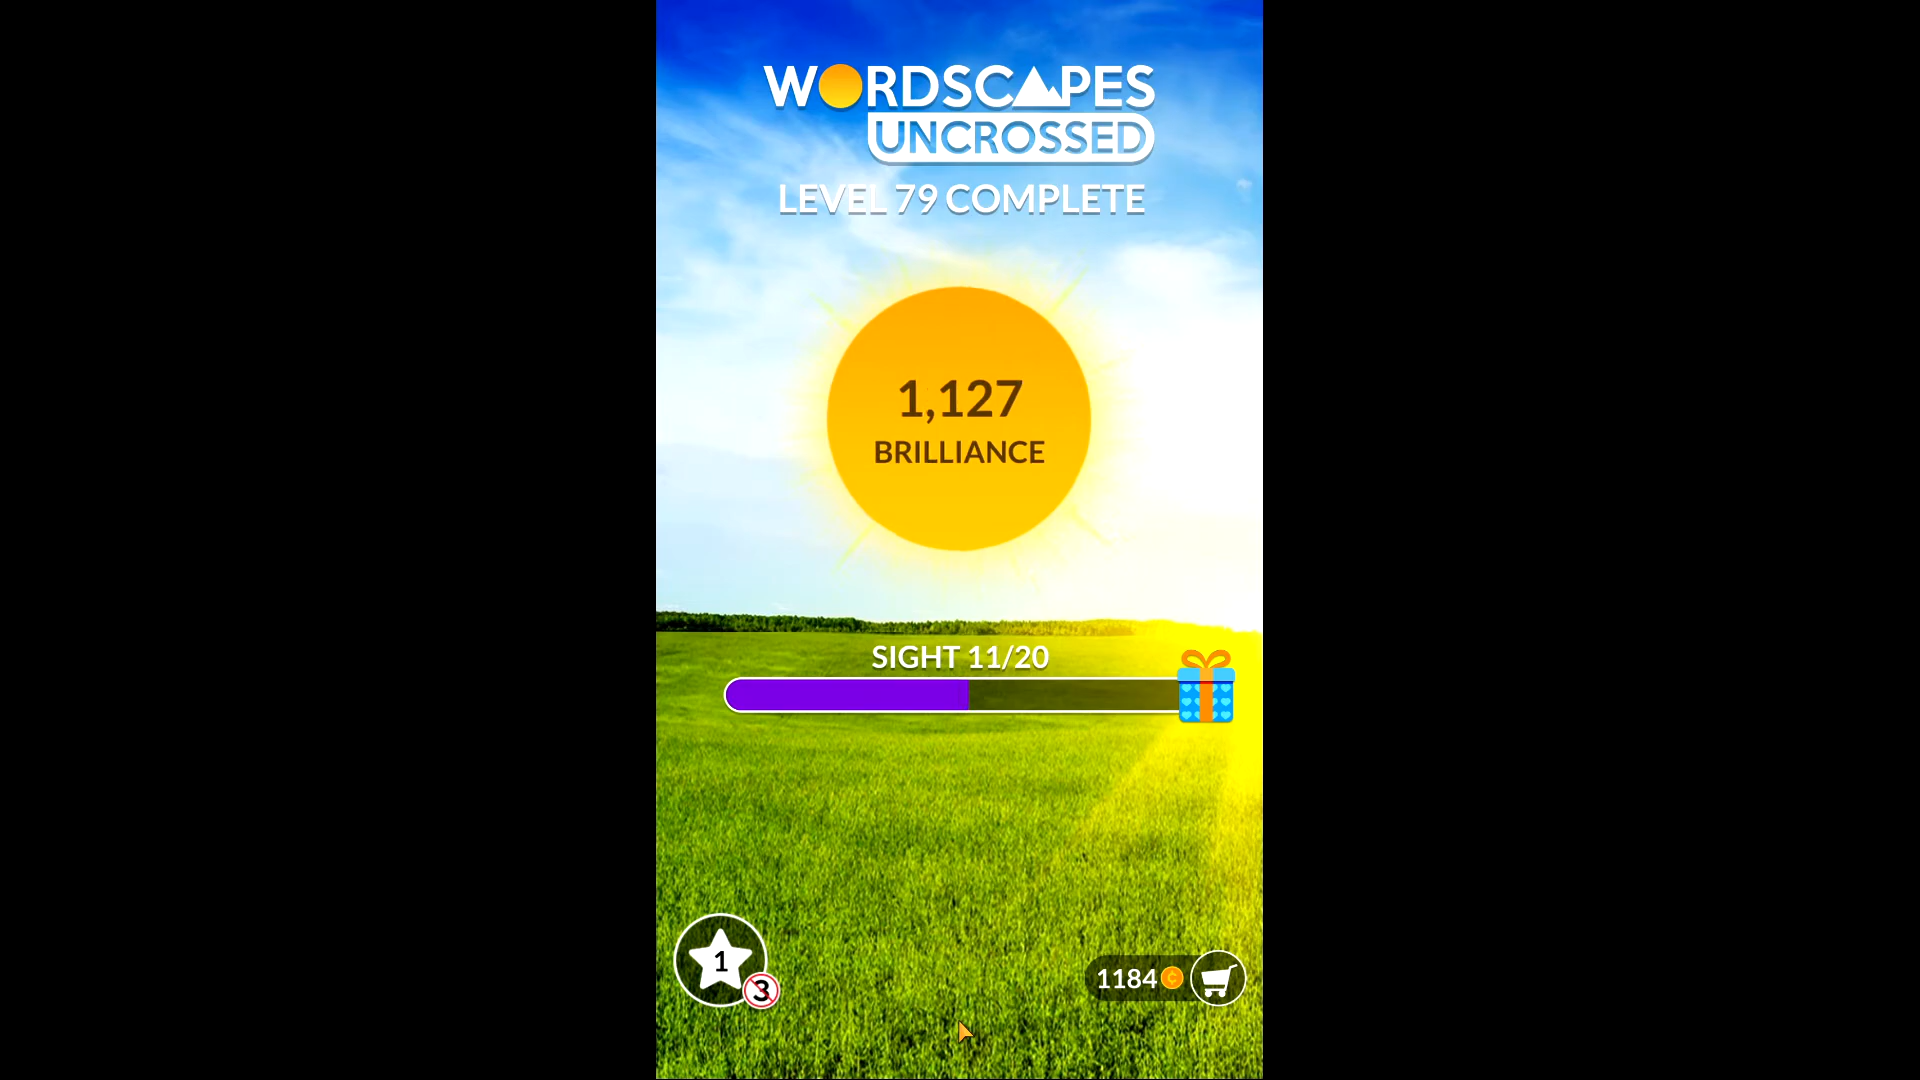 WORDSCAPES
UNCROSSED
LEVEL 79 COMPLETE
1,127
BRILLIANCE
SIGHT 11/20
1
3
1184